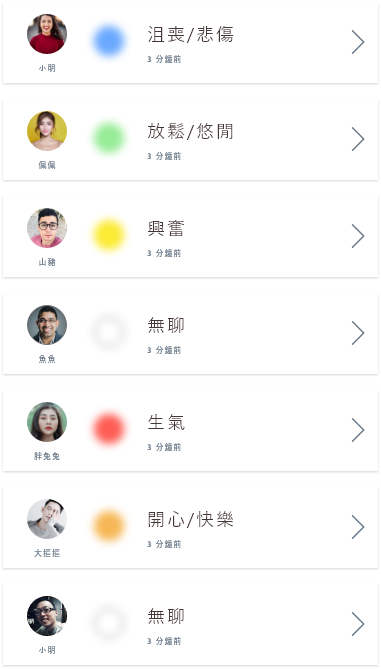 沮喪/悲傷
3 分鐘前
小明
放鬆/悠閒
3 分鐘前
佩佩
興奮
3 分鐘前
山豬
無聊
3 分鐘前
魚魚
生氣
3 分鐘前
胖兔兔
開心/快樂
3 分鐘前
大摳摳
無聊
3 分鐘前
小明